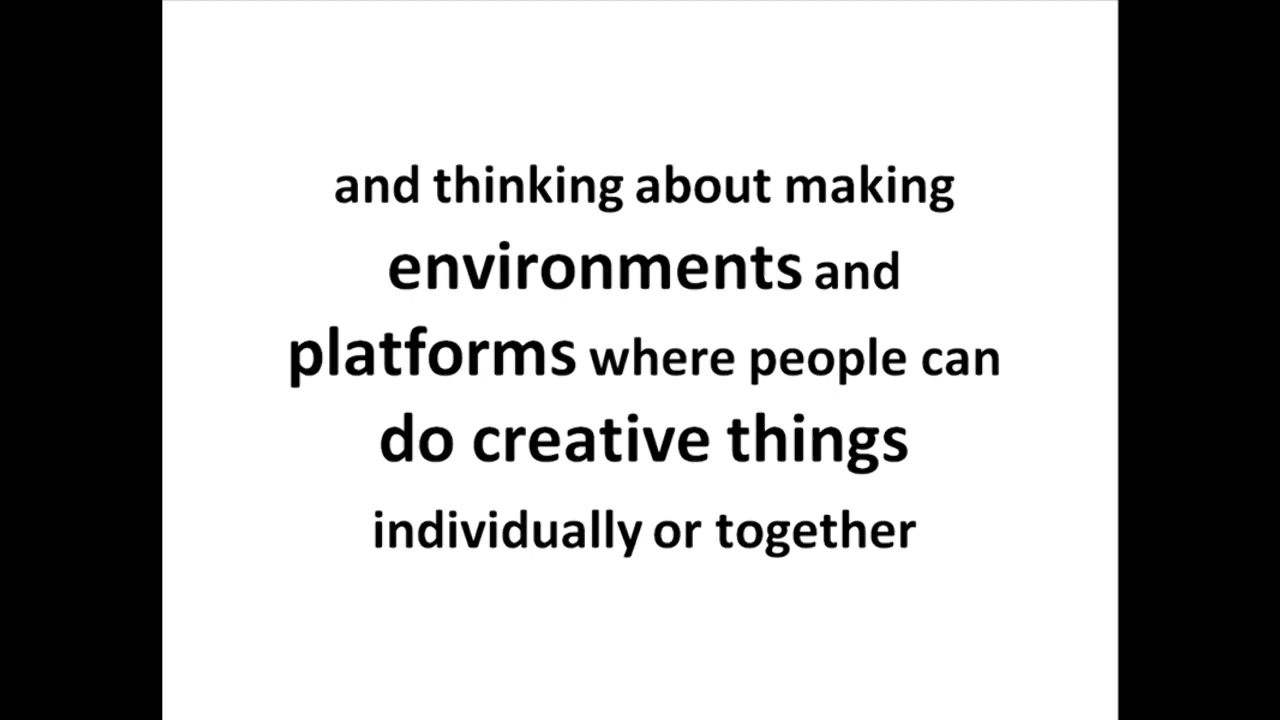 and thinking about making
environments and
platforms where people can
do creative things
individually or together